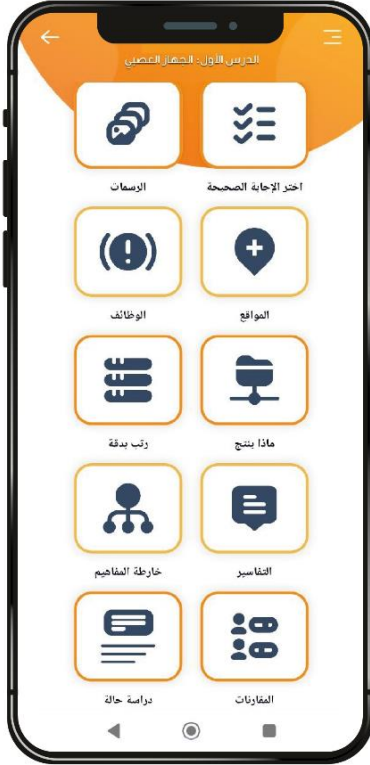 الدرس الأول: الجهاز العصبي
اختر الإجابة الصحيحة
الرسمات
المواقع
الوظائف
ماذا ينتج
رتب بدقة
التفاسير
خارطة المفاهيم
المقارنات
دراسة حالة